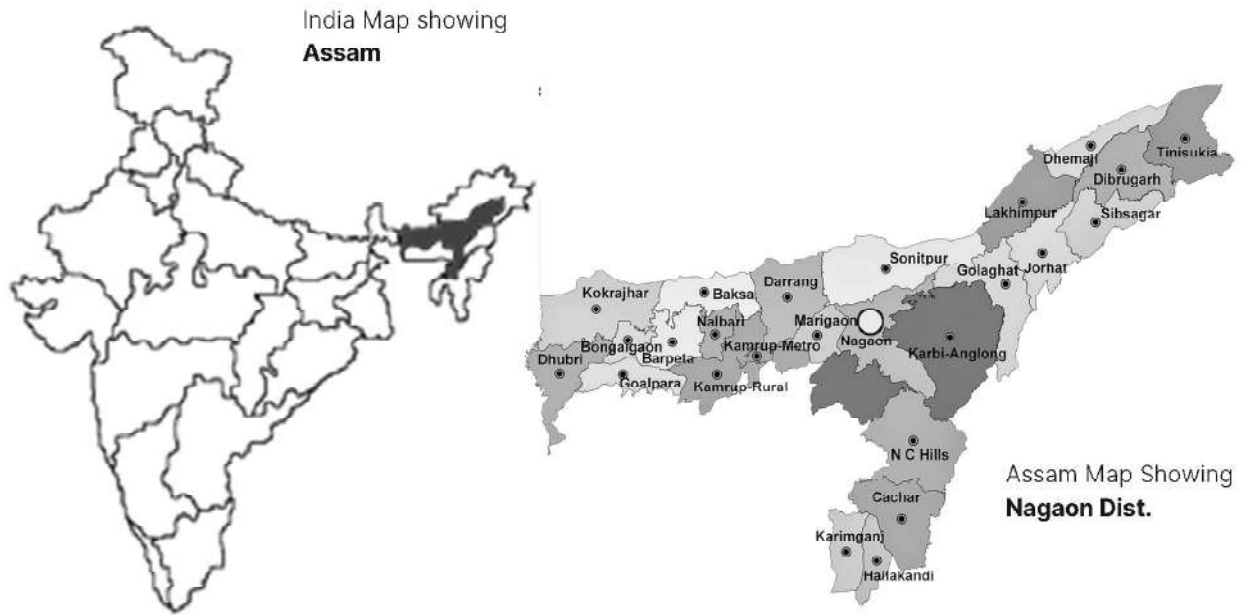 India Map showing
Assam
Dhemaji
Tinisukia
Dibrugarh
Lakhimpur
Sibsagar
Sonitpur
Golaghat
Jorhat
Kokrajhar
Baksa
Darrang
Nalbari
Marigaon
Nagaon
Bongaigaon
Barpeta
Kamrup-Metro
Karbi-Anglong
Dhubri
Goalpara
Kamrup-Rural
N C Hills
Cachar
Karimganj
Hailakandi
Assam Map Showing
Nagaon Dist.